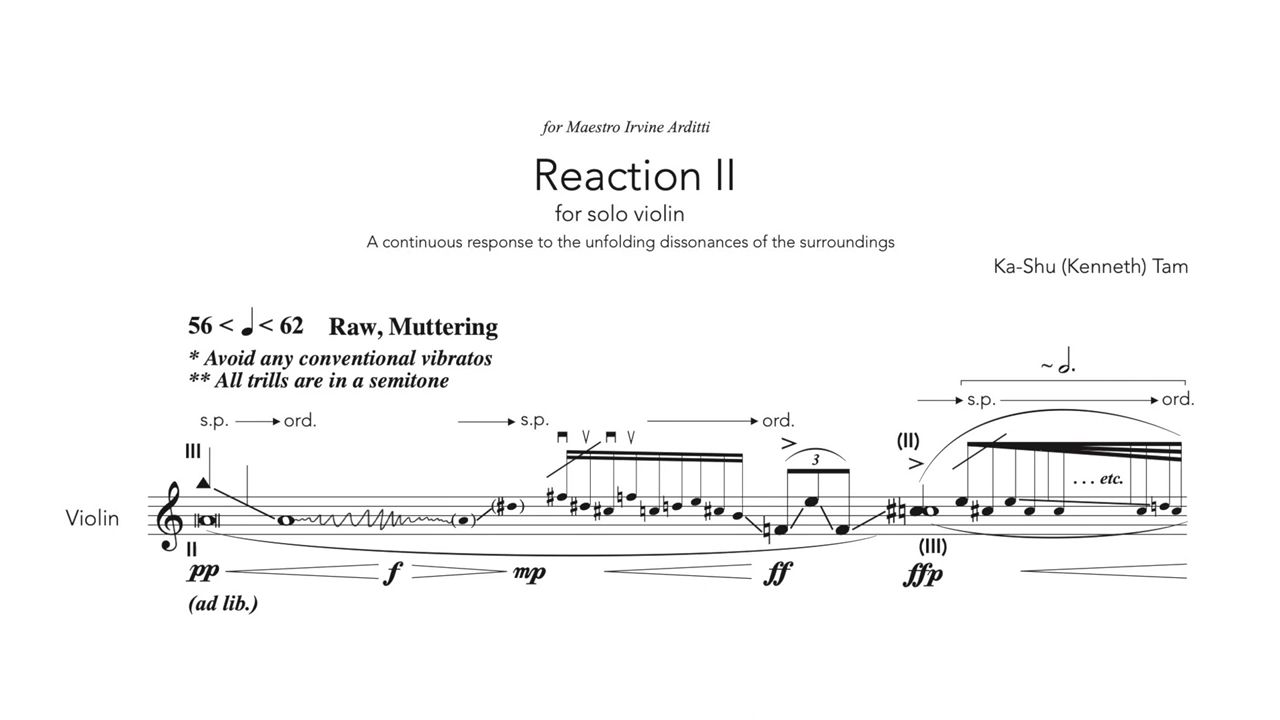 for Maestro Irvine Arditti
Reaction II
for solo violin
A continuous response to the unfolding dissonances of the surroundings
Ka-Shu (Kenneth) Tam
56 < ♩ < 62 Raw, Muttering
* Avoid any conventional vibratos
** All trills are in a semitone
~ 𝅗𝅥.
s.p. ord. s.p. ord. s.p. ord.
III (II)
3
... etc.
Violin
II (III)
pp f mp ff ffp
(ad lib.)